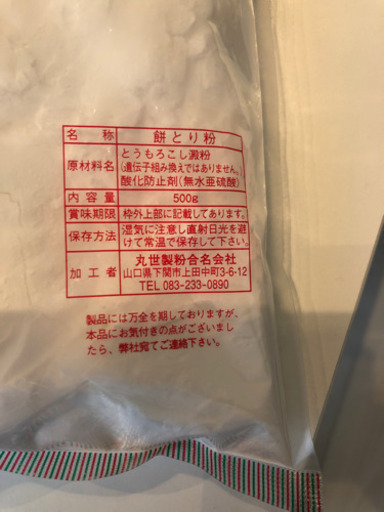 名称 餅とり粉
原材料名 とうもろこし澱粉
(遺伝子組み換えではありません。)
酸化防止剤(無水亜硫酸)
内容量 500g
賞味期限 枠外上部に記載してあります。
保存方法 湿気に注意し直射日光を避
けて常温で保存して下さい。
加工者 丸世製粉合名会社
山口県下関市上田中町3-6-12
TEL 083-233-0890
製品には万全を期しておりますが、
本品にお気付きの点がございまし
たら、弊社宛てご連絡下さい。